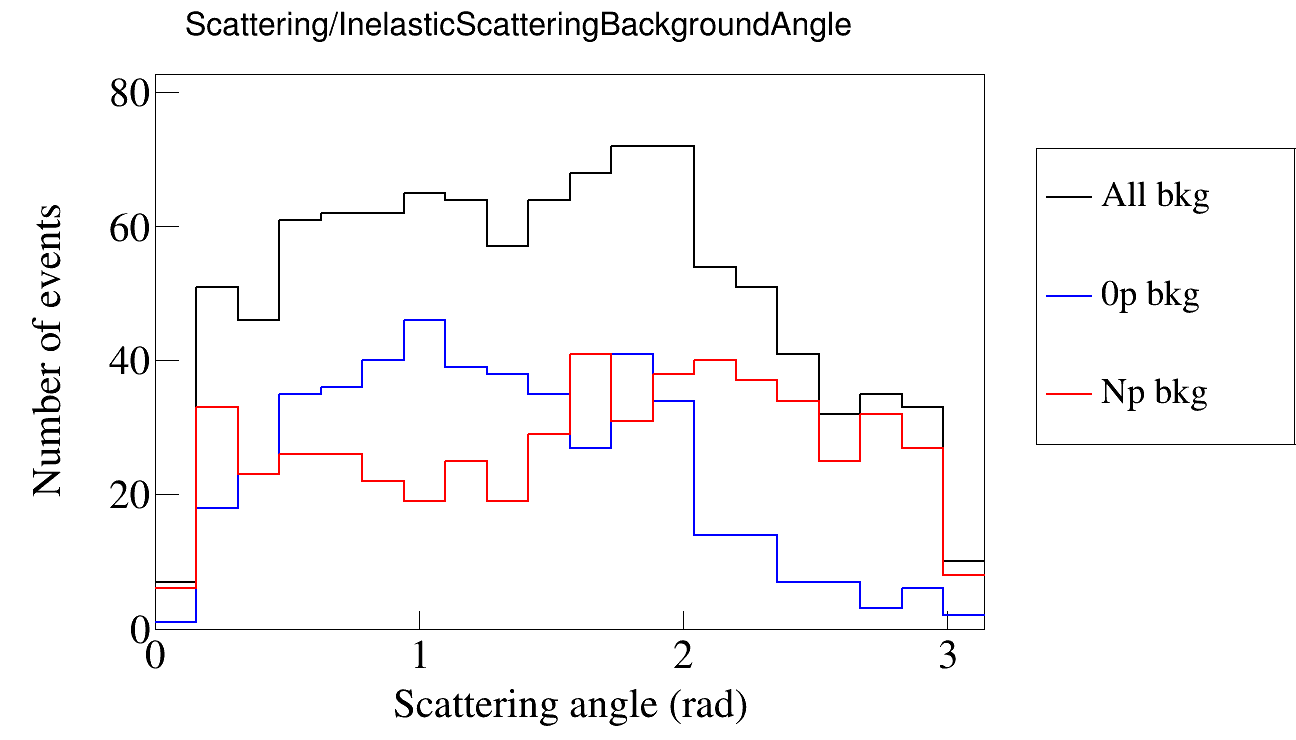 Scattering/InelasticScatteringBackgroundAngle
80
60
40
20
0
0 1 2 3
Number of events
Scattering angle (rad)
All bkg
0p bkg
Np bkg